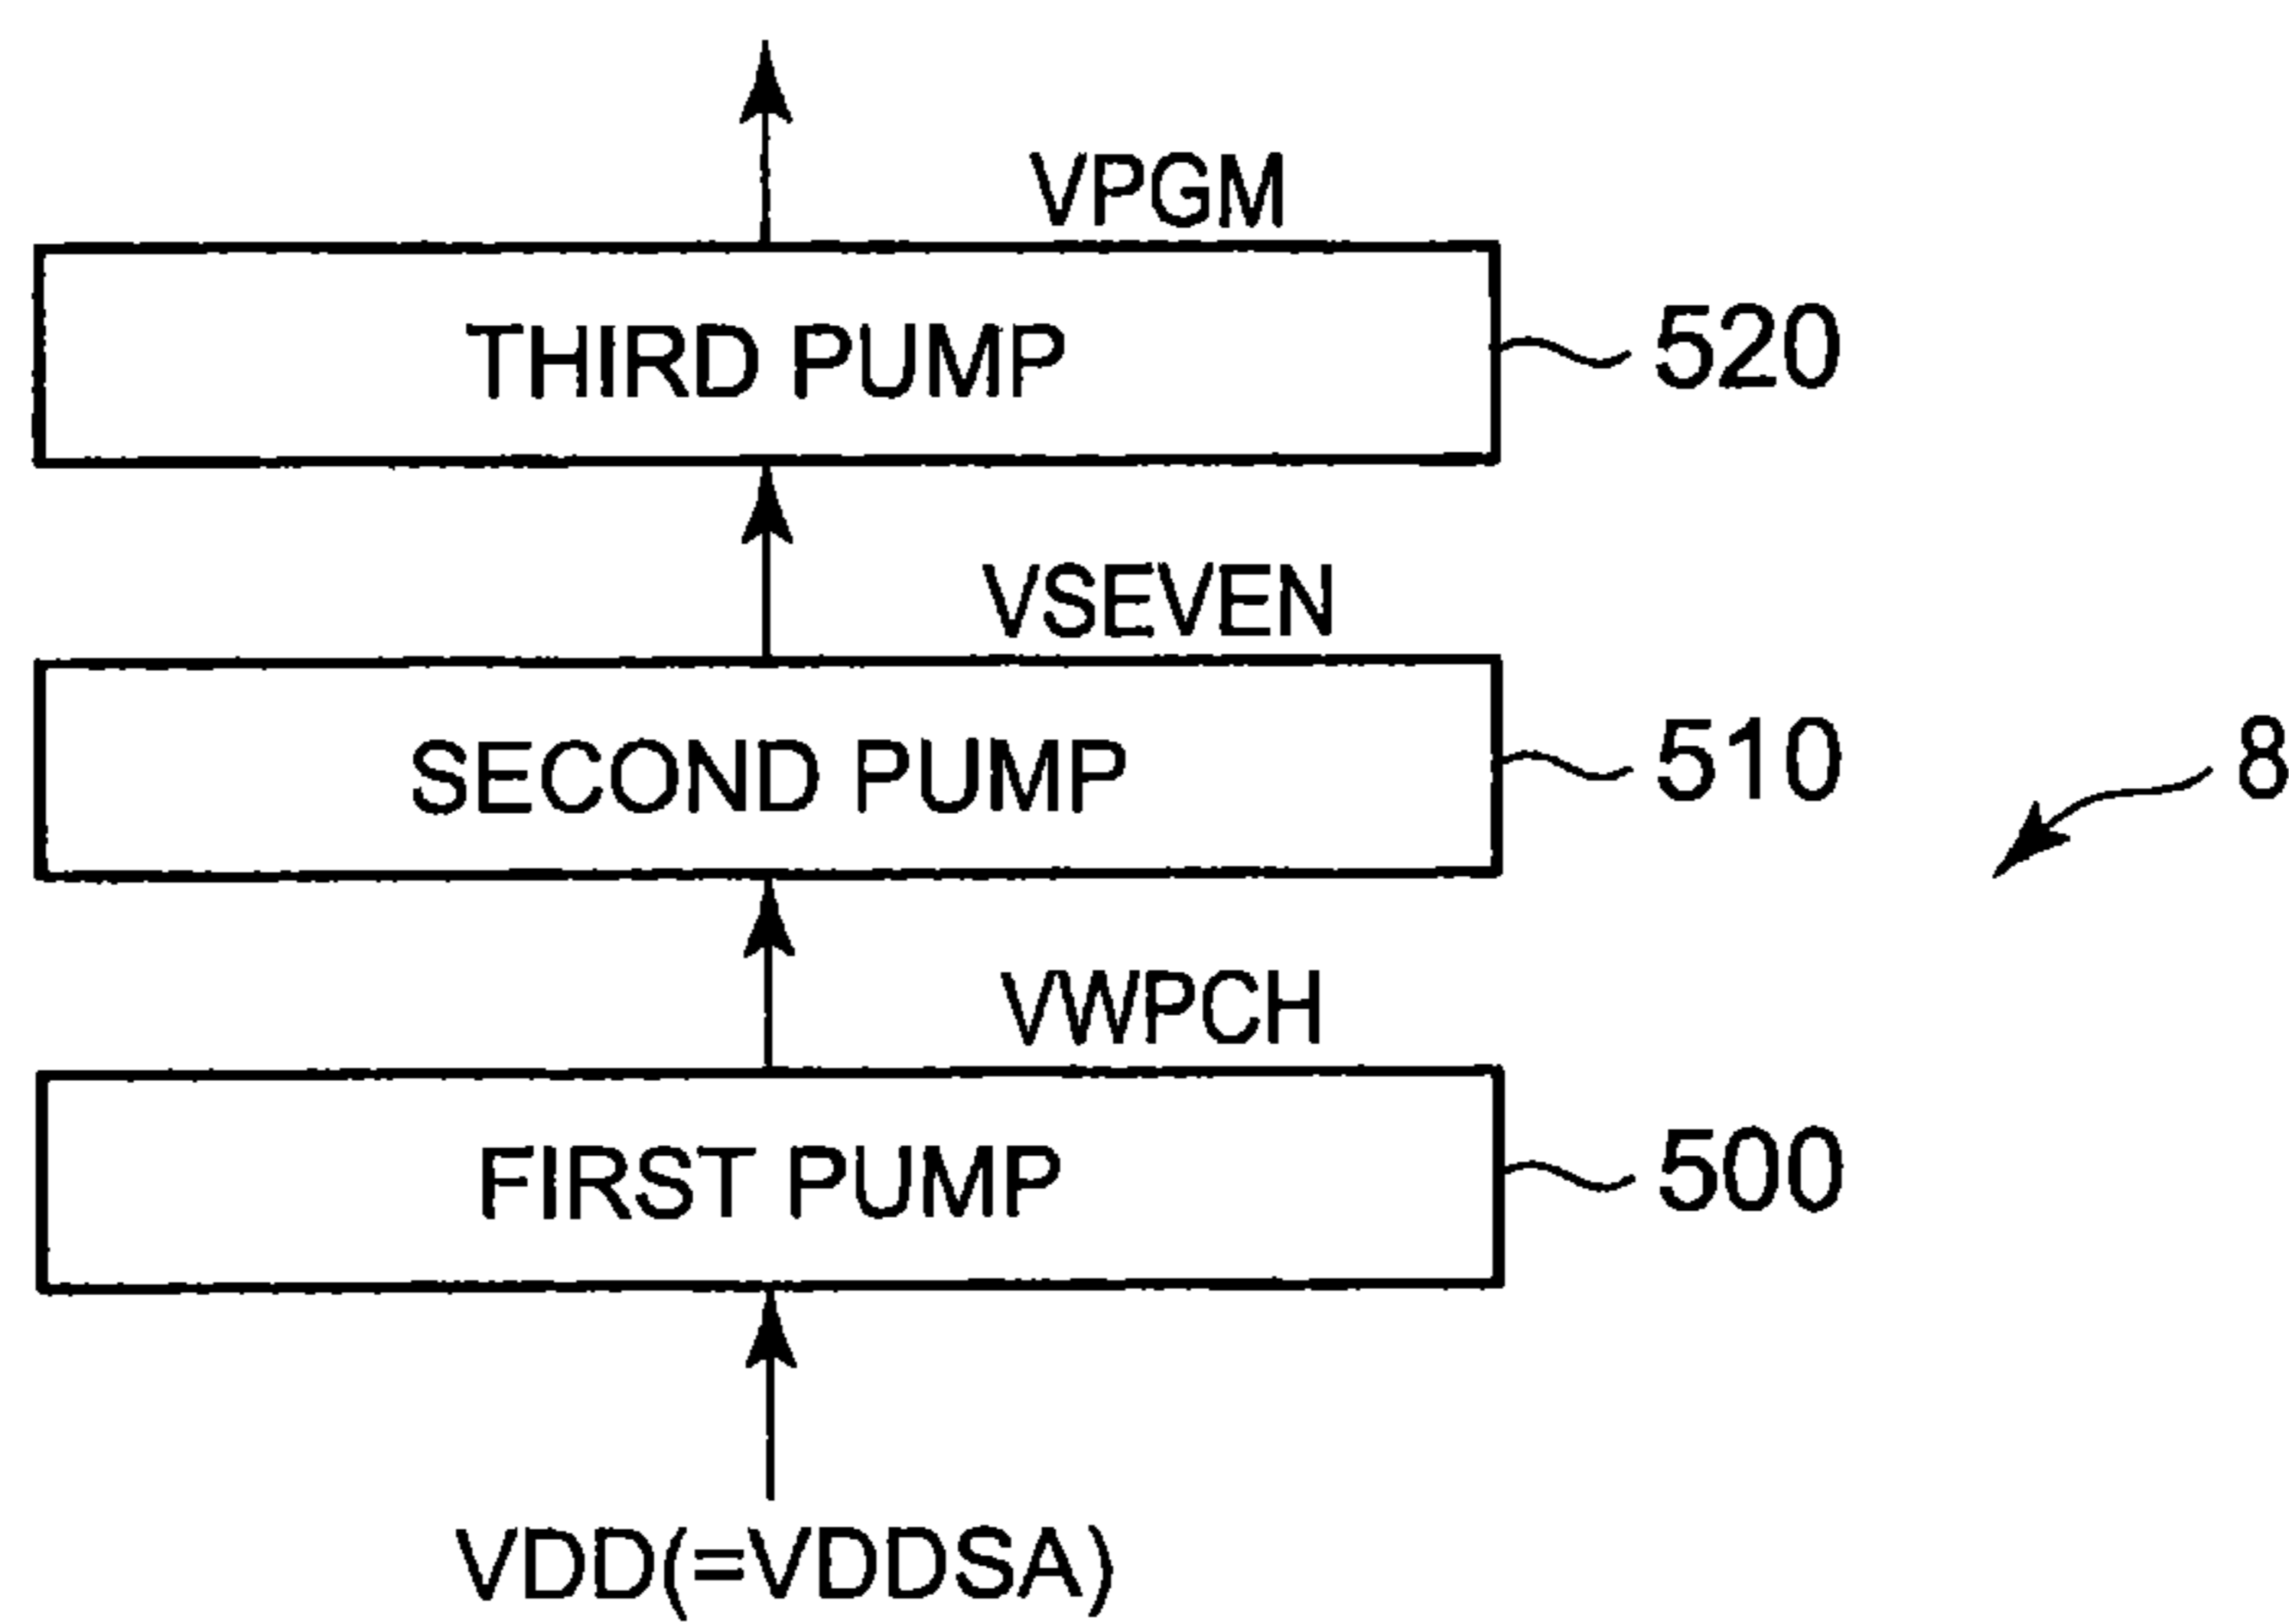 VPGM
THIRD PUMP
520
VSEVEN
SECOND PUMP
510
8
VWPCH
FIRST PUMP
500
VDD(=VDDSA)